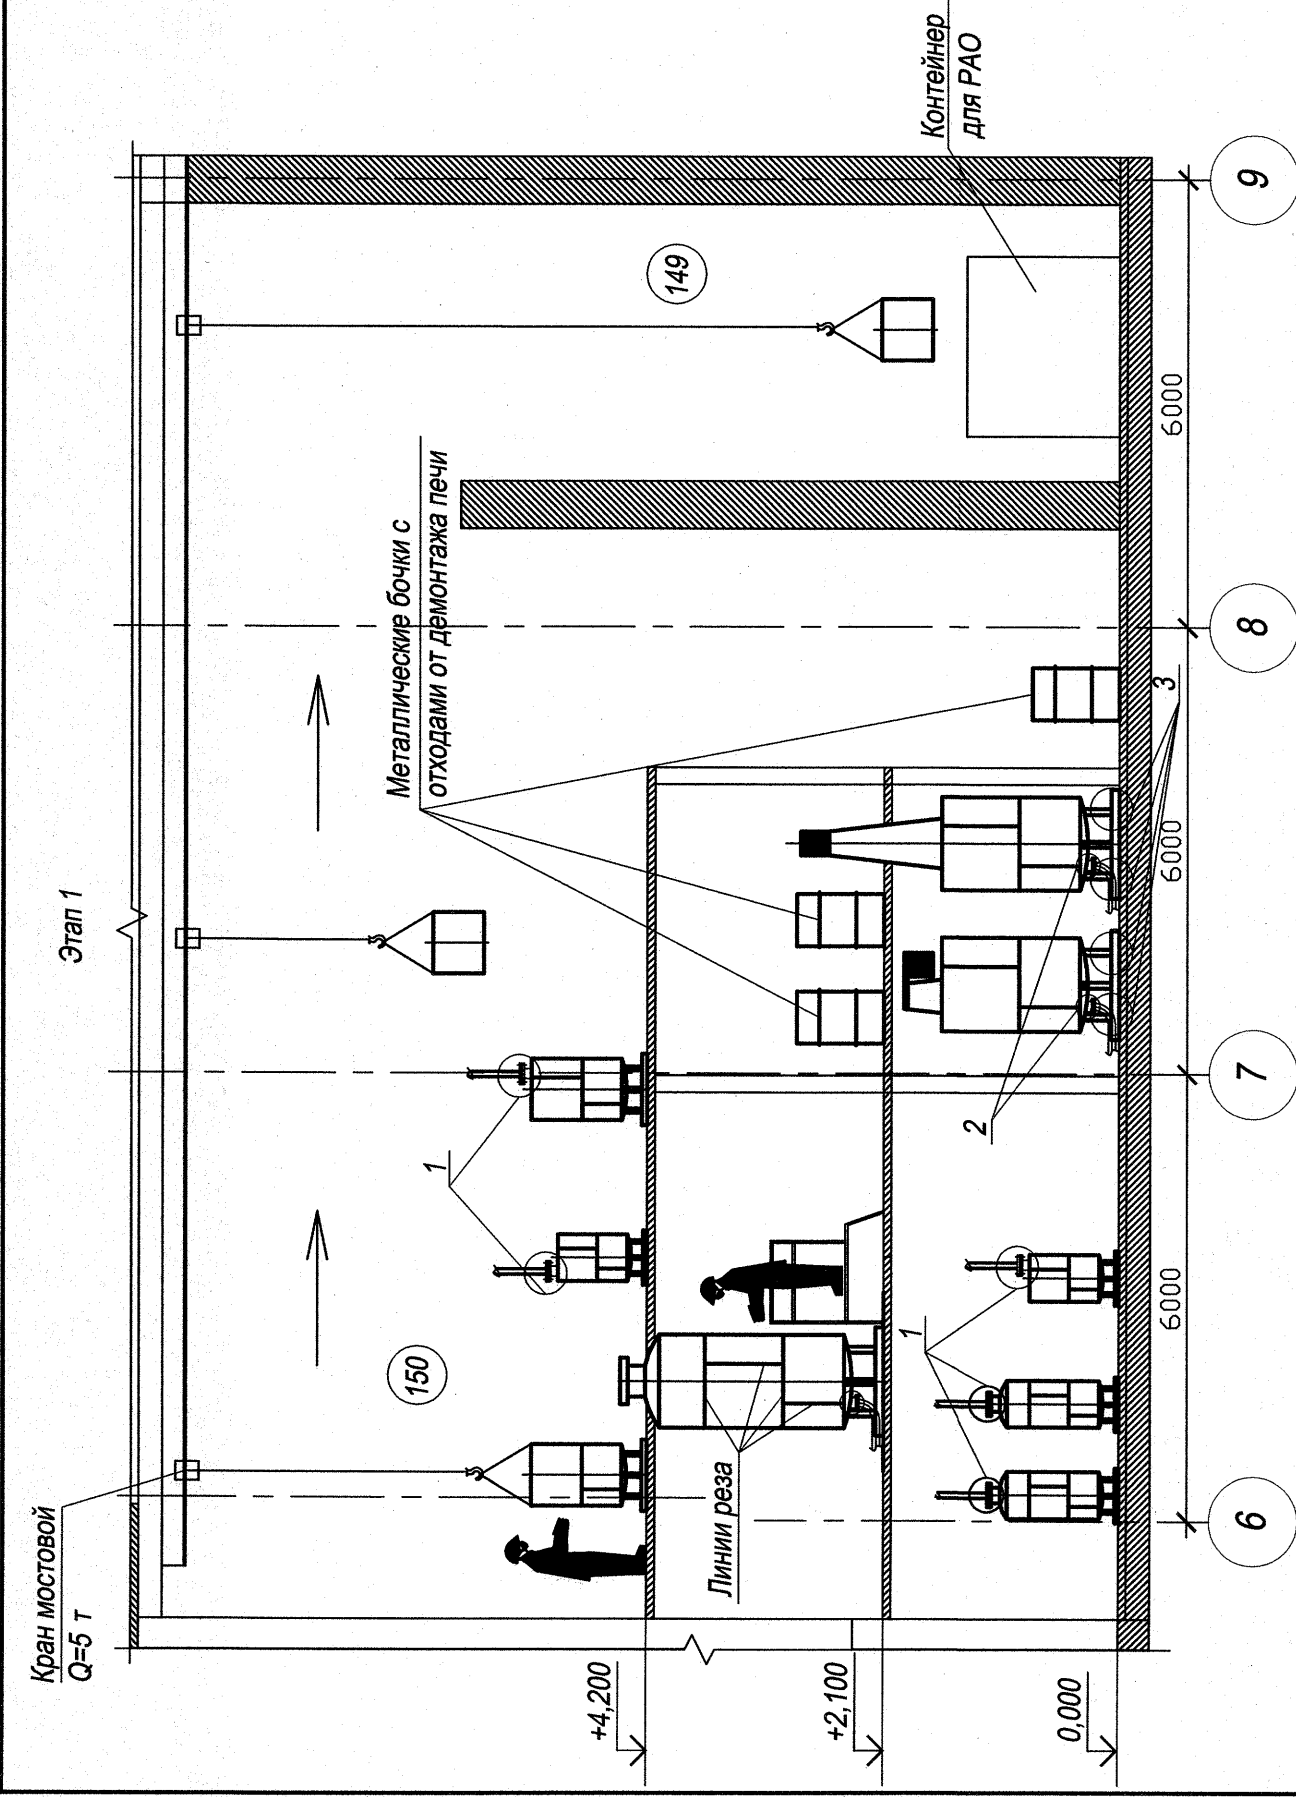 Этап 1
Кран мостовой
Q=5 т
150
1
Металлические бочки с
отходами от демонтажа печи
149
Контейнер
для РАО
+4,200
+2,100
0,000
Линии реза
1
2
3
6000
6000
6000
6
7
8
9